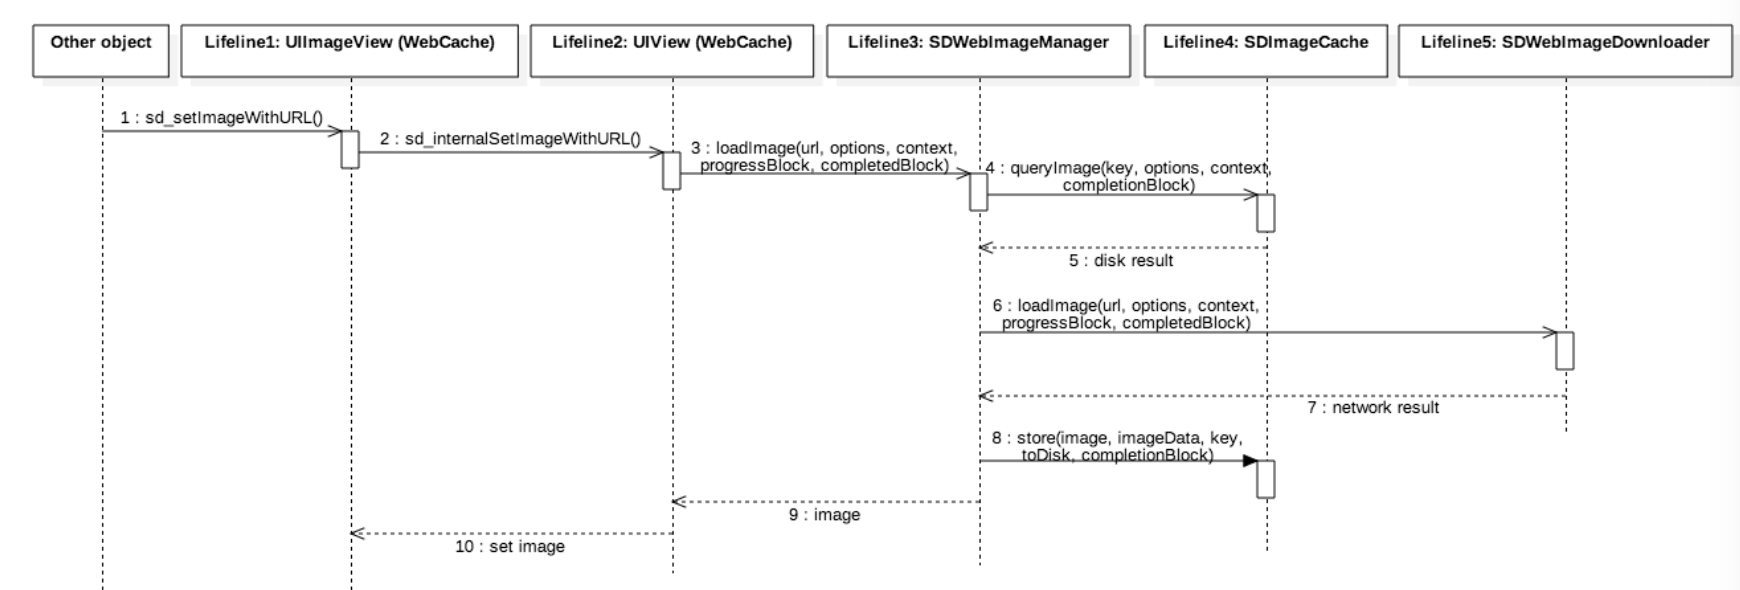 Other object
Lifeline1: UIImageView (WebCache)
Lifeline2: UIView (WebCache)
Lifeline3: SDWebImageManager
Lifeline4: SDImageCache
Lifeline5: SDWebImageDownloader
1 : sd_setImageWithURL()
2 : sd_internalSetImageWithURL()
3 : loadImage(url, options, context,
progressBlock, completedBlock)
4 : queryImage(key, options, context,
completionBlock)
5 : disk result
6 : loadImage(url, options, context,
progressBlock, completedBlock)
7 : network result
8 : store(image, imageData, key,
toDisk, completionBlock)
9 : image
10 : set image